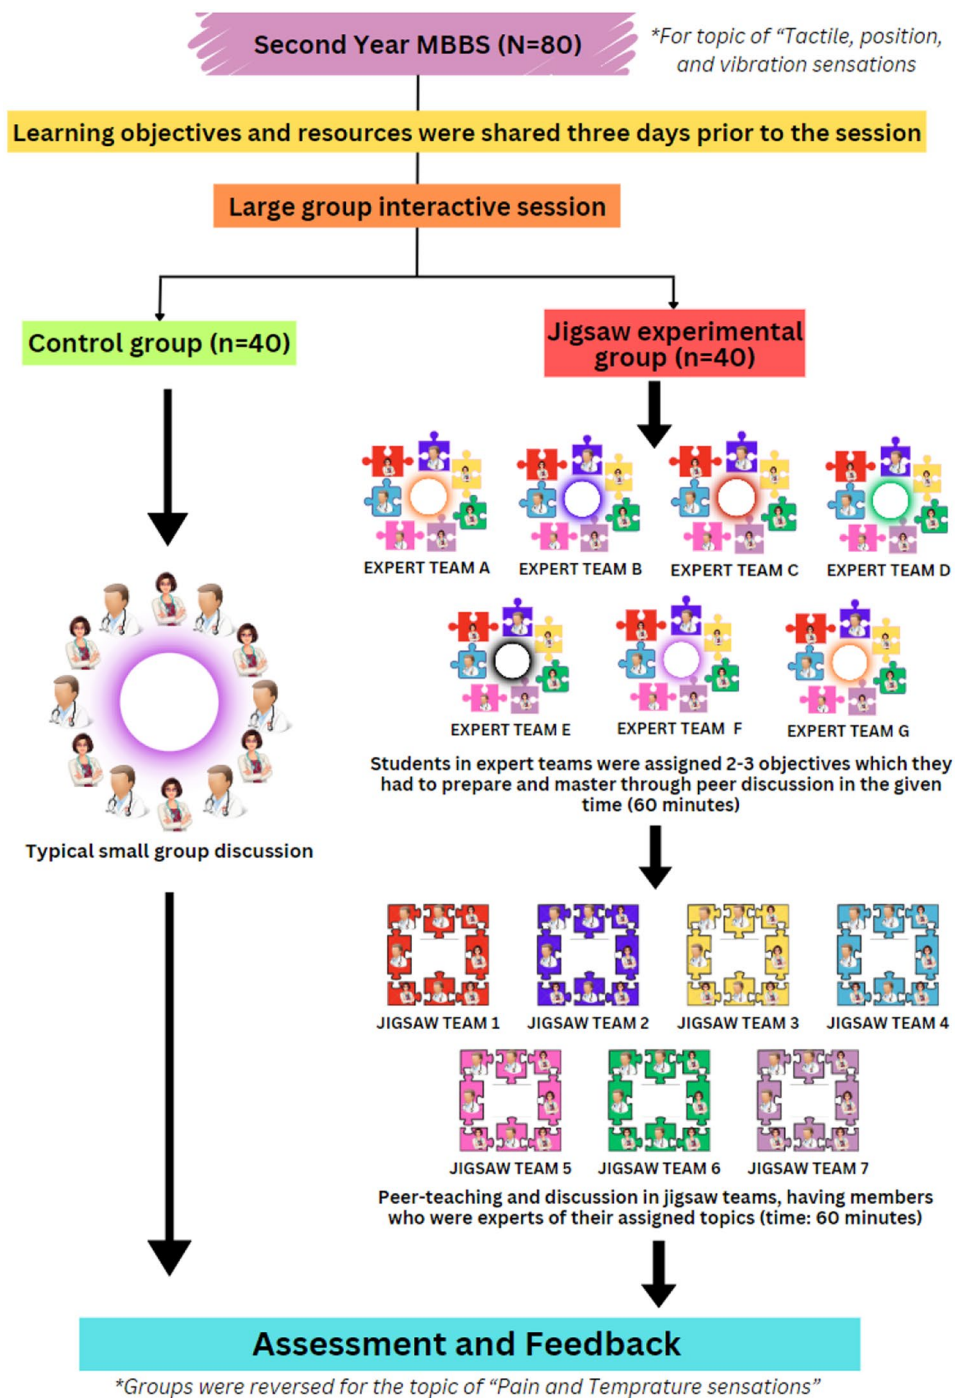 Second Year MBBS (N=80)
*For topic of “Tactile, position,
and vibration sensations
Learning objectives and resources were shared three days prior to the session
Large group interactive session
Control group (n=40)
Jigsaw experimental
group (n=40)
EXPERT TEAM A
EXPERT TEAM B
EXPERT TEAM C
EXPERT TEAM D
EXPERT TEAM E
EXPERT TEAM F
EXPERT TEAM G
Students in expert teams were assigned 2-3 objectives which they
had to prepare and master through peer discussion in the given
time (60 minutes)
Typical small group discussion
JIGSAW TEAM 1
JIGSAW TEAM 2
JIGSAW TEAM 3
JIGSAW TEAM 4
JIGSAW TEAM 5
JIGSAW TEAM 6
JIGSAW TEAM 7
Peer-teaching and discussion in jigsaw teams, having members
who were experts of their assigned topics (time: 60 minutes)
Assessment and Feedback
*Groups were reversed for the topic of “Pain and Temprature sensations”